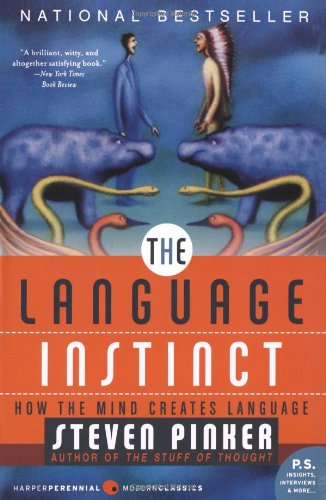 NATIONAL BESTSELLER
"A brilliant, witty, and
altogether satisfying book."
—New York Times
Book Review
THE
LANGUAGE
INSTINCT
HOW THE MIND CREATES LANGUAGE
STEVEN PINKER
AUTHOR OF THE STUFF OF THOUGHT
HARPERPERENNIAL MODERNCLASSICS
P.S.
INSIGHTS,
INTERVIEWS
& MORE...